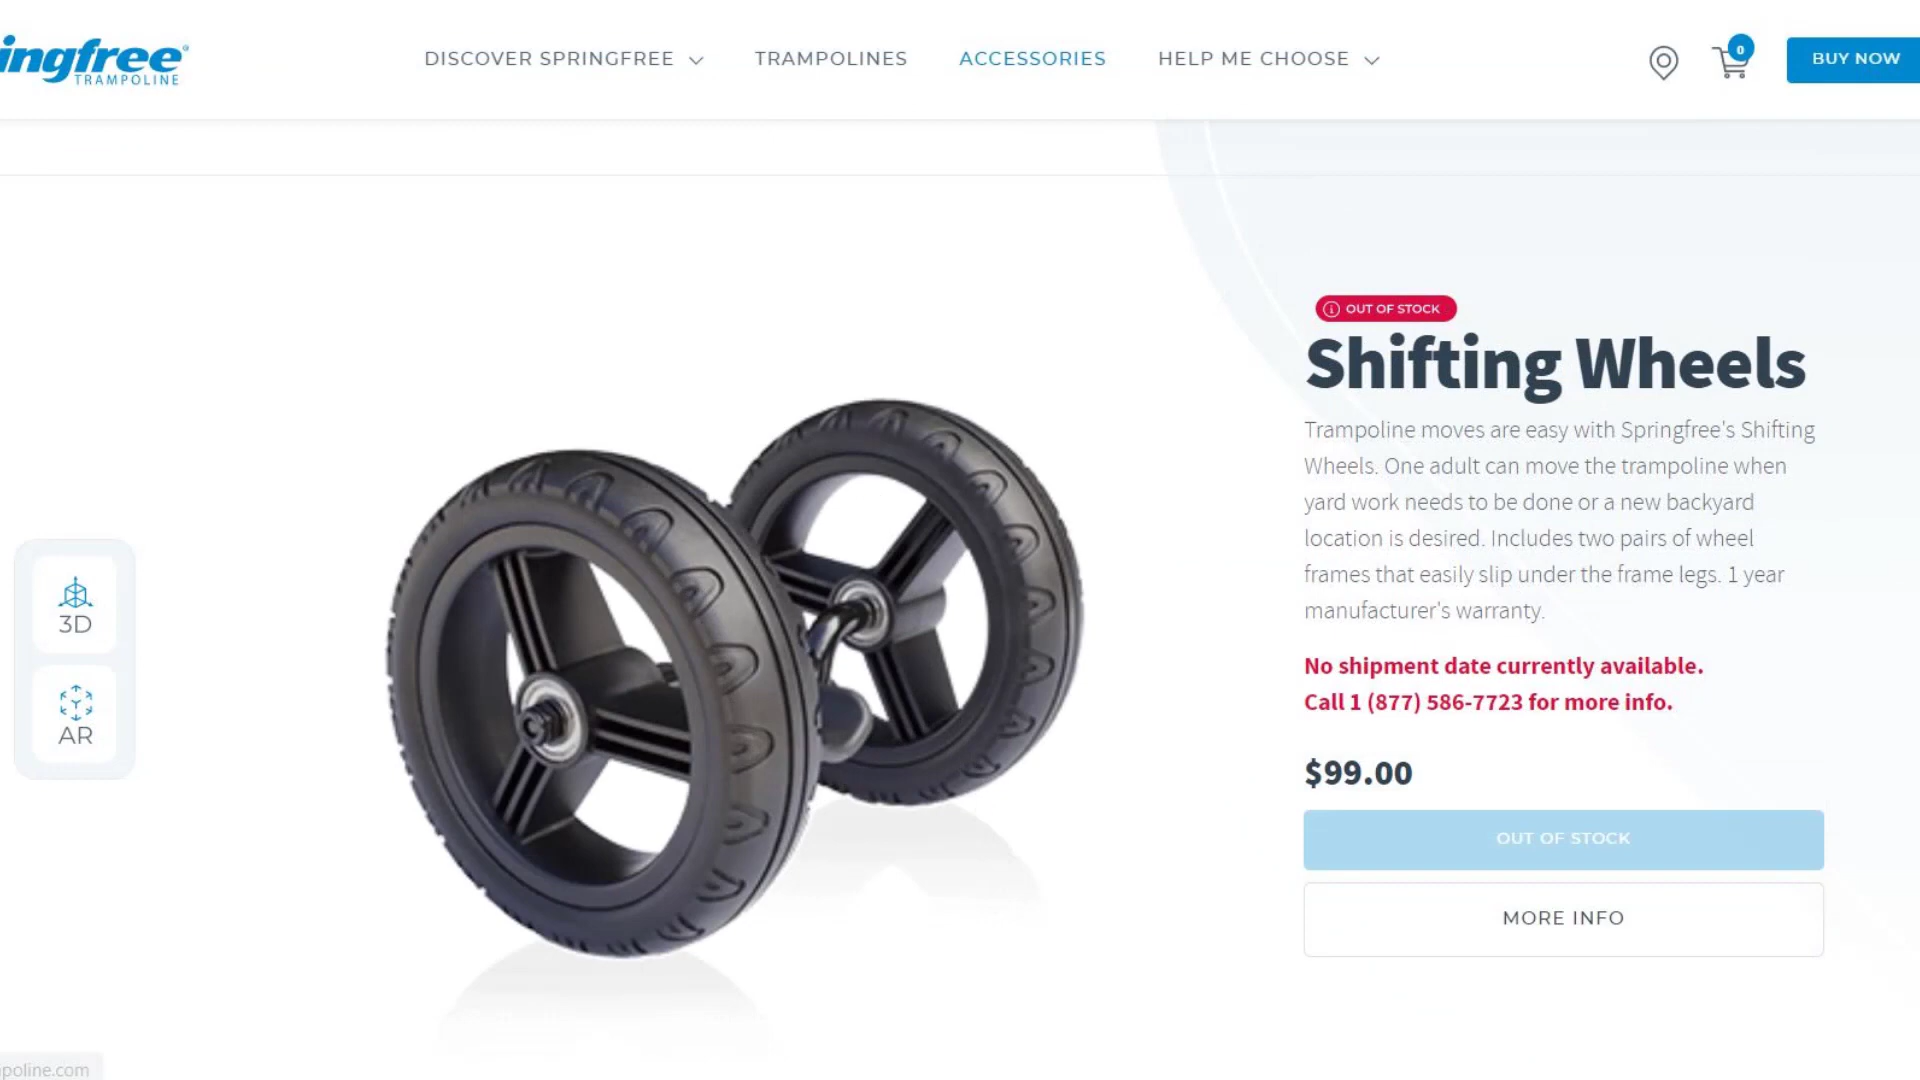 ingfree®
TRAMPOLINE
DISCOVER SPRINGFREE
TRAMPOLINES
ACCESSORIES
HELP ME CHOOSE
0
BUY NOW
3D
AR
OUT OF STOCK
Shifting Wheels
Trampoline moves are easy with Springfree's Shifting
Wheels. One adult can move the trampoline when
yard work needs to be done or a new backyard
location is desired. Includes two pairs of wheel
frames that easily slip under the frame legs. 1 year
manufacturer's warranty.
No shipment date currently available.
Call 1 (877) 586-7723 for more info.
$99.00
OUT OF STOCK
MORE INFO
poline.com